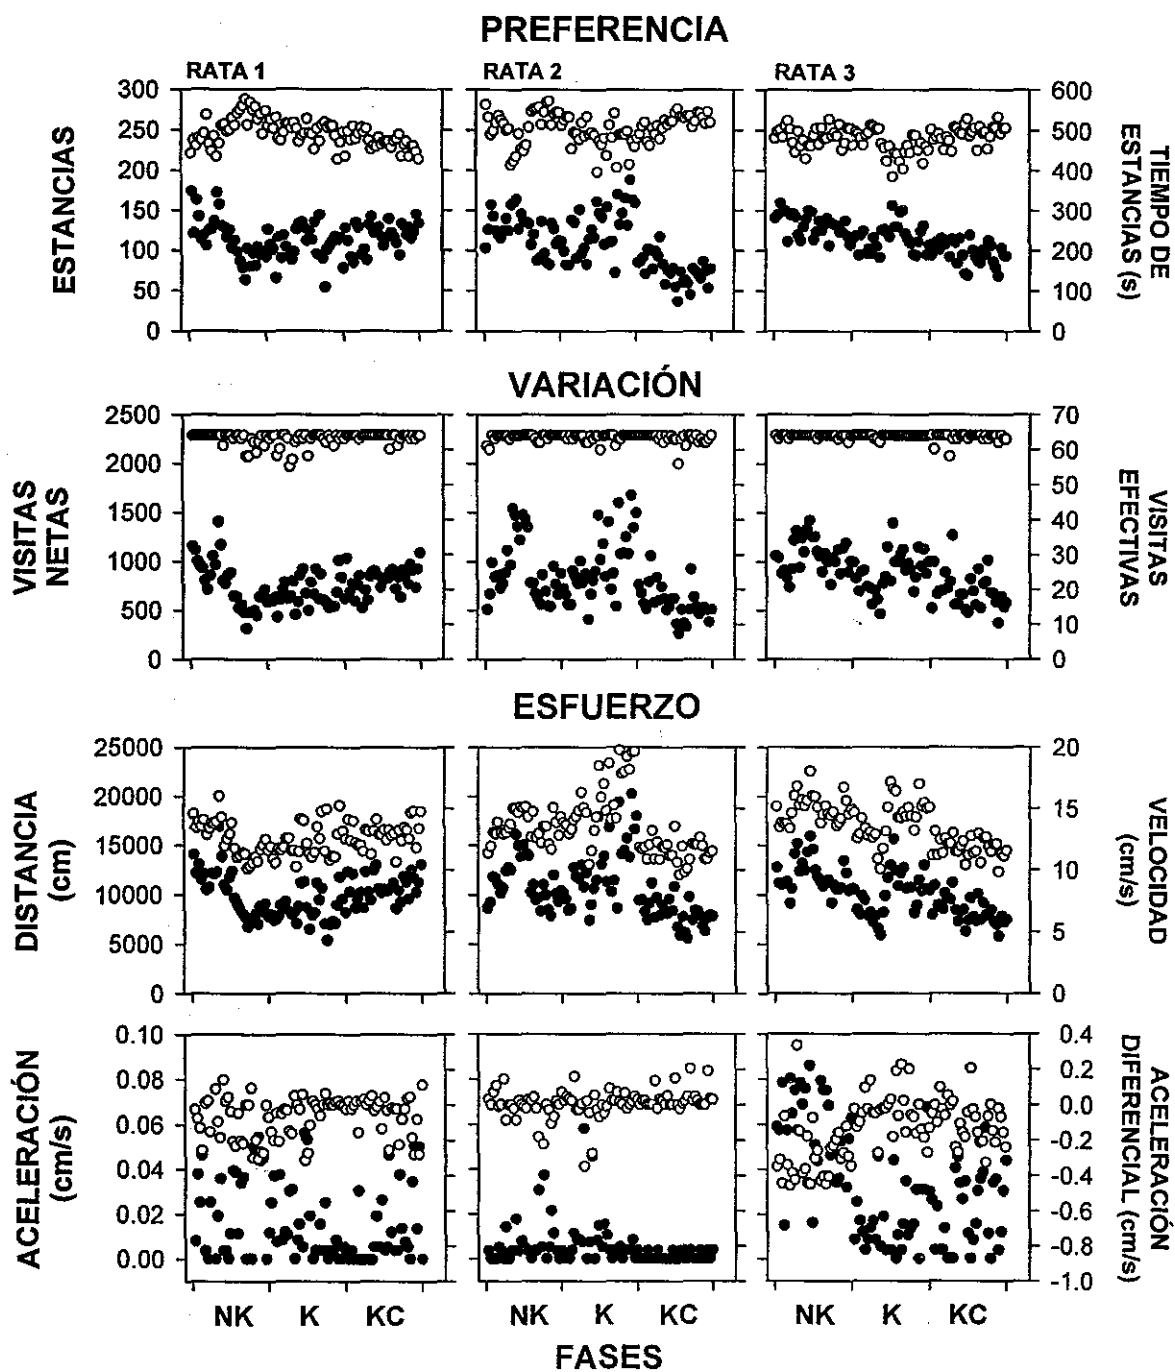 PREFERENCIA
RATA 1
RATA 2
RATA 3
ESTANCIAS
300
250
200
150
100
50
0
600
500
400
300
200
100
0
TIEMPO DE
ESTANCIAS (s)
VARIACIÓN
VISITAS
NETAS
2500
2000
1500
1000
500
0
70
60
50
40
30
20
10
0
VISITAS
EFECTIVAS
ESFUERZO
DISTANCIA
(cm)
25000
20000
15000
10000
5000
0
20
15
10
5
0
VELOCIDAD
(cm/s)
ACELERACIÓN
(cm/s)
0.10
0.08
0.06
0.04
0.02
0.00
0.4
0.2
0.0
-0.2
-0.4
-0.6
-0.8
-1.0
ACELERACIÓN
DIFERENCIAL (cm/s)
NK K KC
NK K KC
NK K KC
FASES